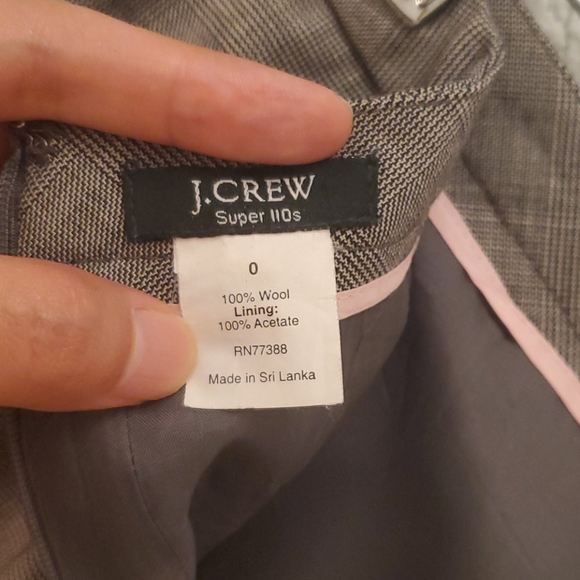 J.CREW
Super 110s
0
100% Wool
Lining:
100% Acetate
RN77388
Made in Sri Lanka